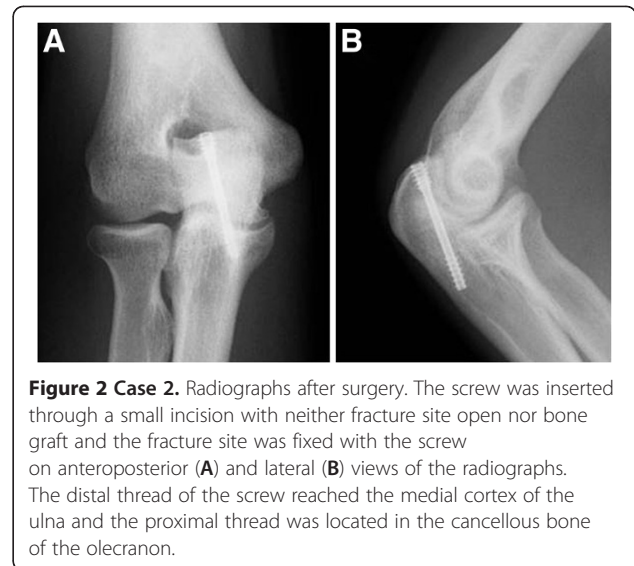 A B
Figure 2 Case 2. Radiographs after surgery. The screw was inserted
through a small incision with neither fracture site open nor bone
graft and the fracture site was fixed with the screw
on anteroposterior (A) and lateral (B) views of the radiographs.
The distal thread of the screw reached the medial cortex of the
ulna and the proximal thread was located in the cancellous bone
of the olecranon.